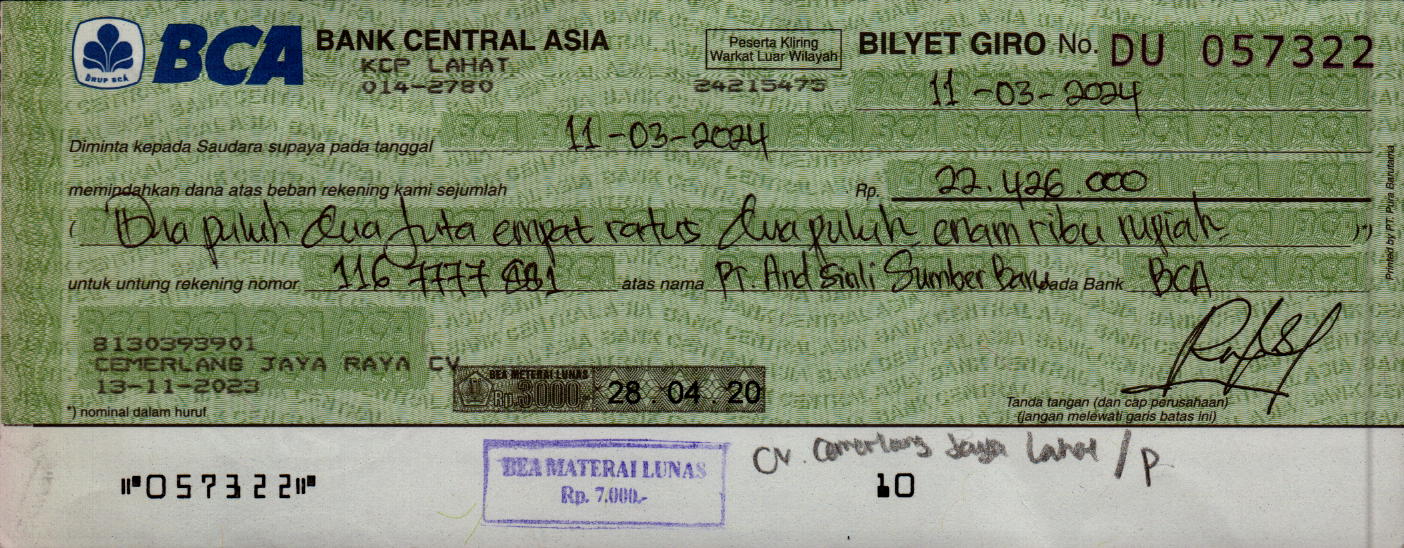 BCA BANK CENTRAL ASIA
GRUP BCA
KCP LAHAT
014-2780
Peserta Kliring
Warkat Luar Wilayah
24215475
BILYET GIRO No. DU 057322
11-03-2024
Diminta kepada Saudara supaya pada tanggal 11-03-2024
memindahkan dana atas beban rekening kami sejumlah Rp. 22.426.000
( Dua puluh dua juta empat ratus dua puluh enam ribu rupiah )*)
untuk untung rekening nomor 116 7777 881 atas nama PT. Sumber Baru pada Bank BCA
8130393901
CEMERLANG JAYA RAYA CV
13-11-2023
*) nominal dalam huruf
BEA METERAI LUNAS
Rp. 3000.- 28.04.20
Tanda tangan (dan cap perusahaan)
(jangan melewati garis batas ini)
Printed by PT. Pura Barutama
BEA MATERAI LUNAS
Rp. 7.000.-
CV. Cemerlang Jaya Lahat / P
057322
10